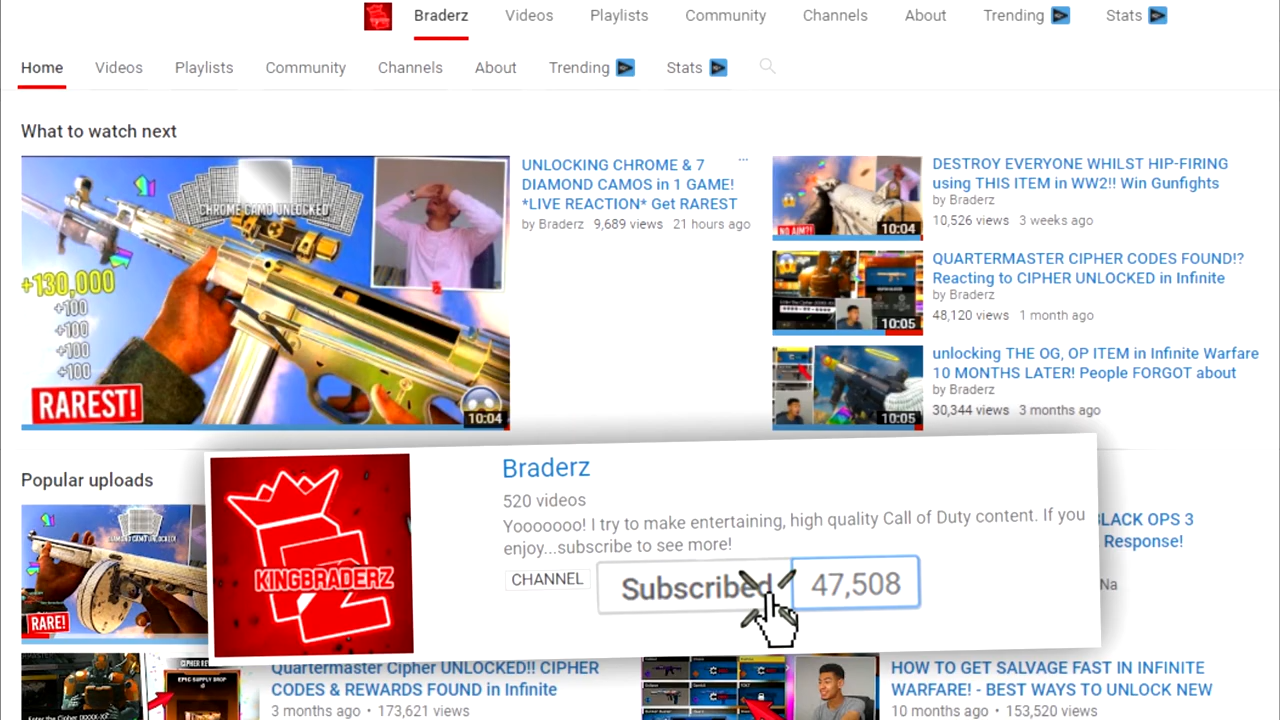 Braderz Videos Playlists Community Channels About Trending Stats
Home Videos Playlists Community Channels About Trending Stats
What to watch next
CHROME CAMO UNLOCKED!
+130,000
+100
+100
+100
+100
RAREST!
10:04
UNLOCKING CHROME & 7
DIAMOND CAMOS in 1 GAME!
*LIVE REACTION* Get RAREST
by Braderz 9,689 views 21 hours ago
NO AIM?!
10:04
DESTROY EVERYONE WHILST HIP-FIRING
using THIS ITEM in WW2!! Win Gunfights
by Braderz
10,526 views 3 weeks ago
10:05
QUARTERMASTER CIPHER CODES FOUND!?
Reacting to CIPHER UNLOCKED in Infinite
by Braderz
48,120 views 1 month ago
10:05
unlocking THE OG, OP ITEM in Infinite Warfare
10 MONTHS LATER! People FORGOT about
by Braderz
30,344 views 3 months ago
Popular uploads
DIAMOND CAMO UNLOCKED!
RARE!
KINGBRADERZ
Braderz
520 videos
Yooooooo! I try to make entertaining, high quality Call of Duty content. If you
enjoy...subscribe to see more!
CHANNEL
Subscribed 47,508
BLACK OPS 3
Response!
Na
EPIC SUPPLY DROP
Quartermaster Cipher UNLOCKED!! CIPHER
CODES & REWARDS FOUND in Infinite
3 months ago • 173,621 views
HOW TO GET SALVAGE FAST IN INFINITE
WARFARE! - BEST WAYS TO UNLOCK NEW
10 months ago • 153,520 views